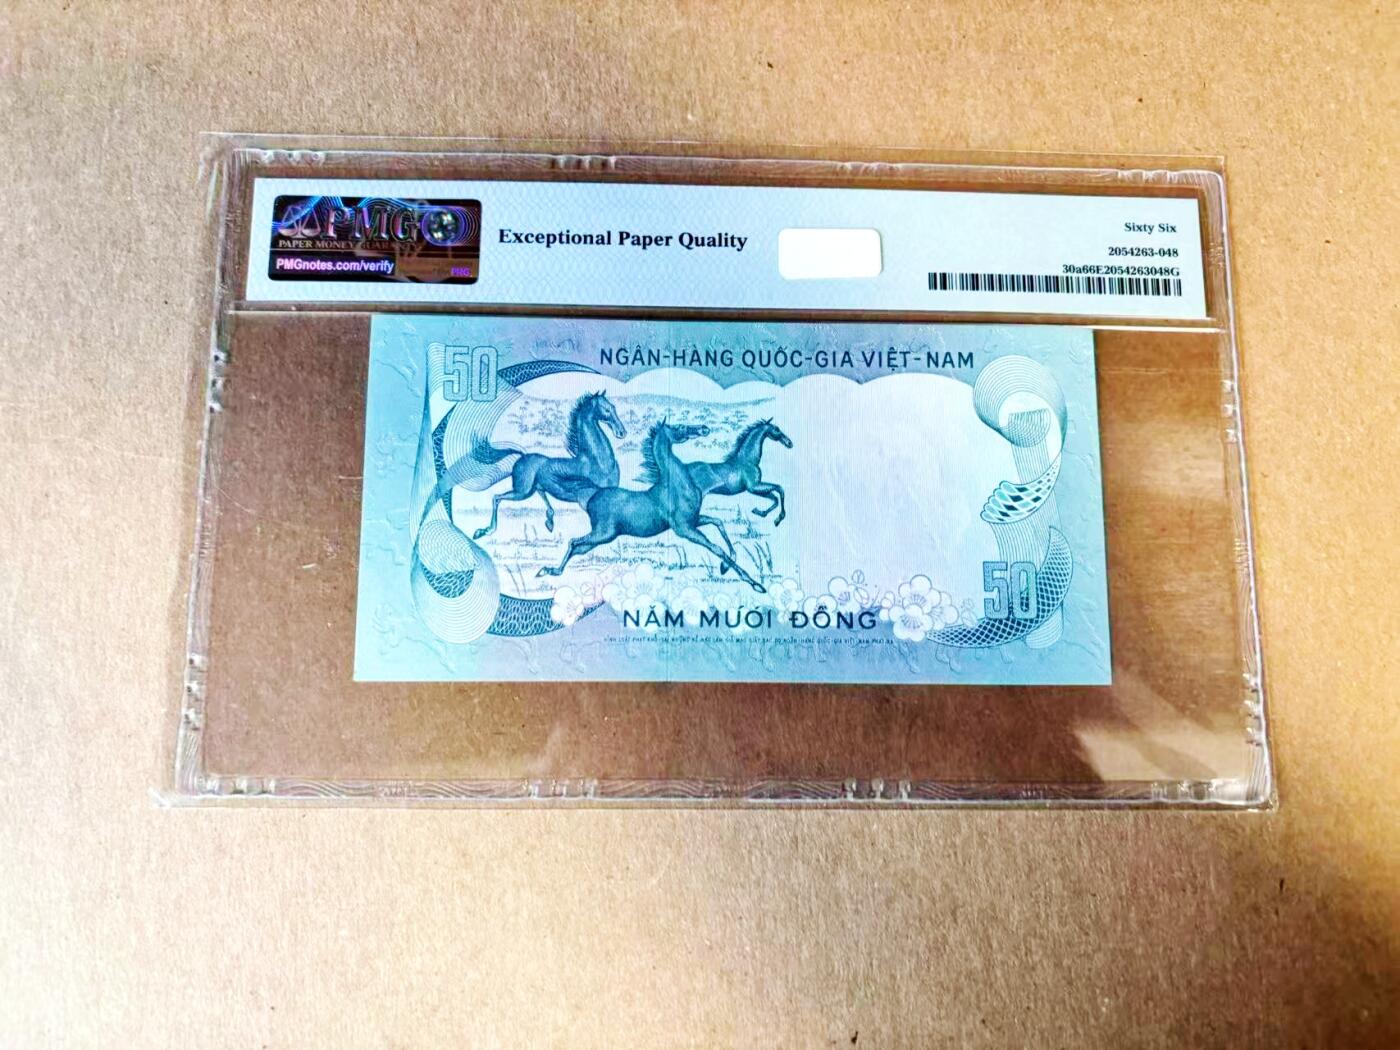 PMG
PAPER MONEY GUARANTY
PMGnotes.com/verify
Exceptional Paper Quality
Sixty Six
2054263-048
30a66E2054263048G
50
NGÂN-HÀNG QUỐC-GIA VIỆT-NAM
50
NĂM MƯƠI ĐỒNG